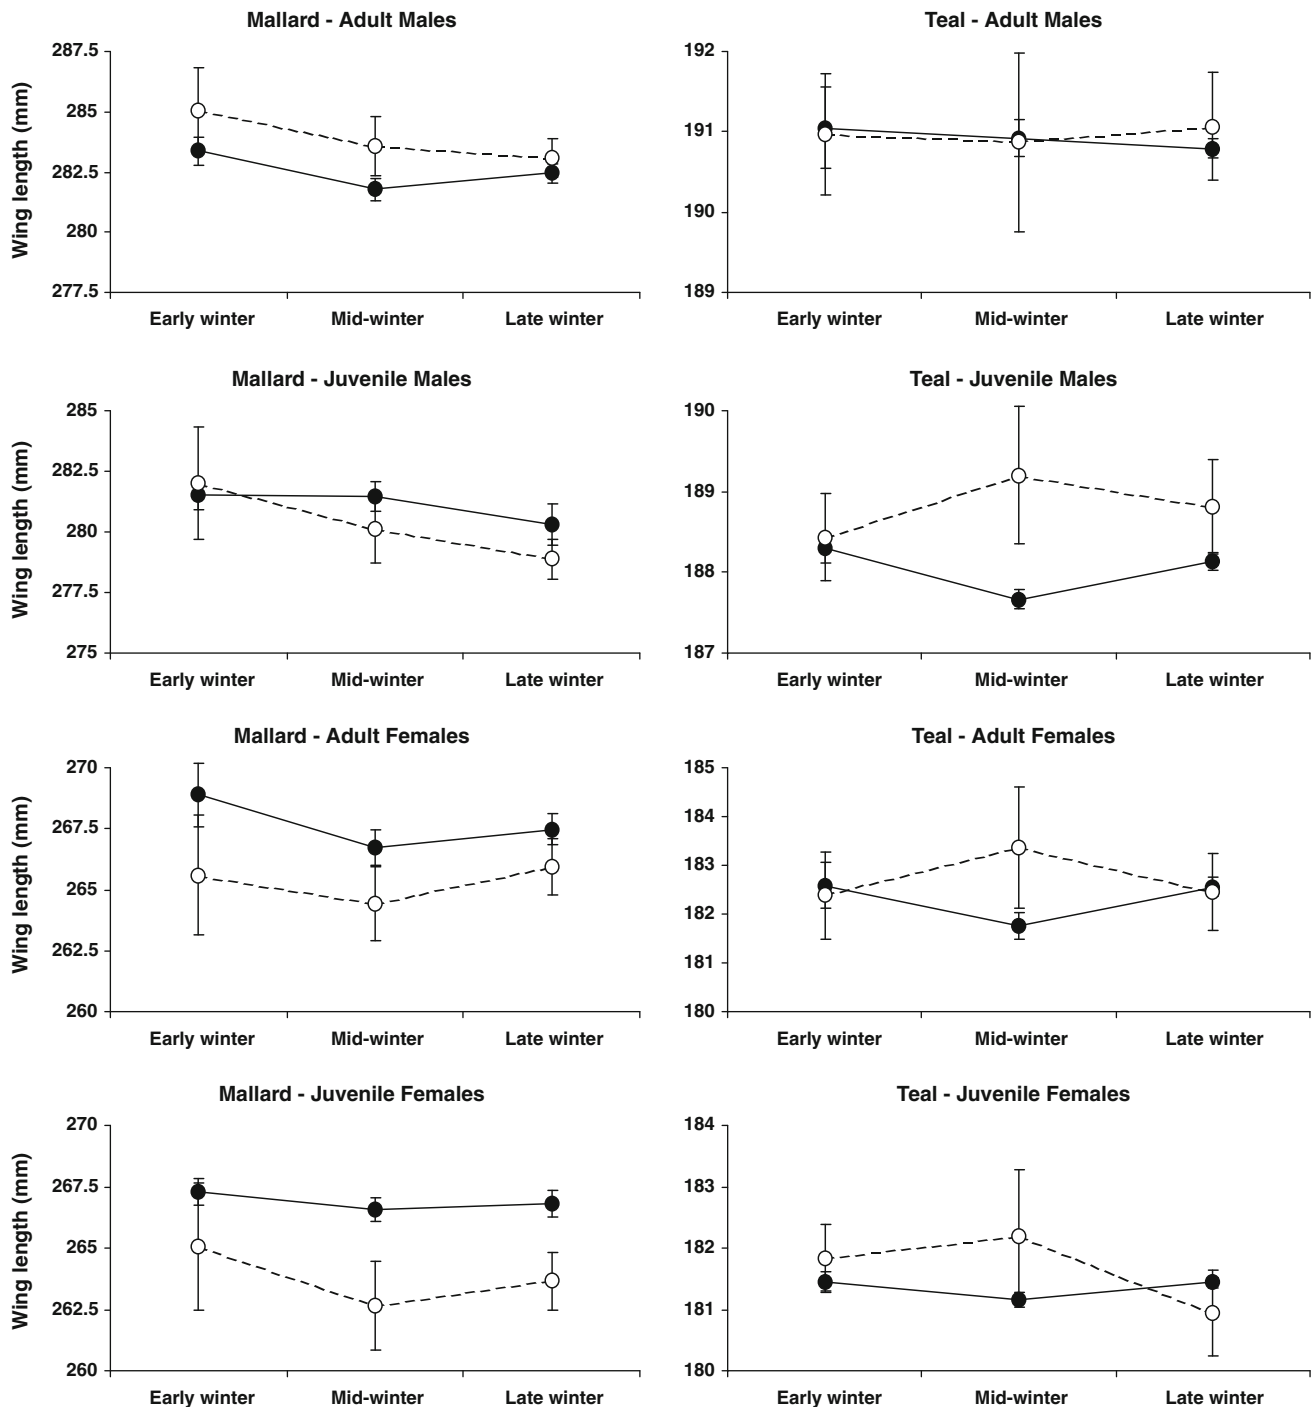 Mallard - Adult Males
Wing length (mm)
287.5
285
282.5
280
277.5
Early winter Mid-winter Late winter
Teal - Adult Males
192
191
190
189
Early winter Mid-winter Late winter
Mallard - Juvenile Males
Wing length (mm)
285
282.5
280
277.5
275
Early winter Mid-winter Late winter
Teal - Juvenile Males
190
189
188
187
Early winter Mid-winter Late winter
Mallard - Adult Females
Wing length (mm)
270
267.5
265
262.5
260
Early winter Mid-winter Late winter
Teal - Adult Females
185
184
183
182
181
180
Early winter Mid-winter Late winter
Mallard - Juvenile Females
Wing length (mm)
270
267.5
265
262.5
260
Early winter Mid-winter Late winter
Teal - Juvenile Females
184
183
182
181
180
Early winter Mid-winter Late winter